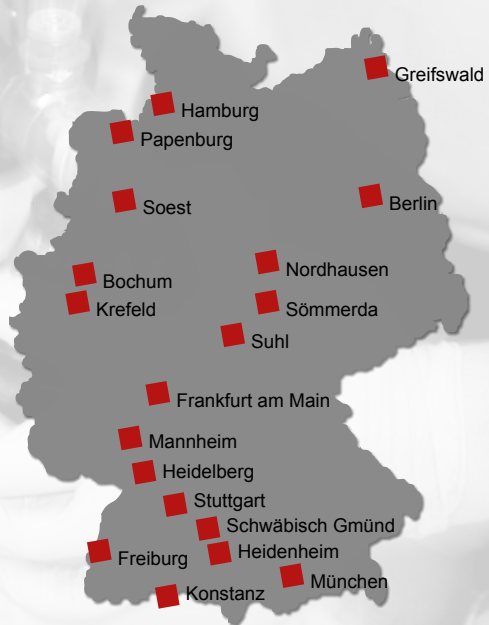 Greifswald
Hamburg
Papenburg
Soest
Berlin
Nordhausen
Bochum
Krefeld
Sömmerda
Suhl
Frankfurt am Main
Mannheim
Heidelberg
Stuttgart
Schwäbisch Gmünd
Heidenheim
Freiburg
München
Konstanz